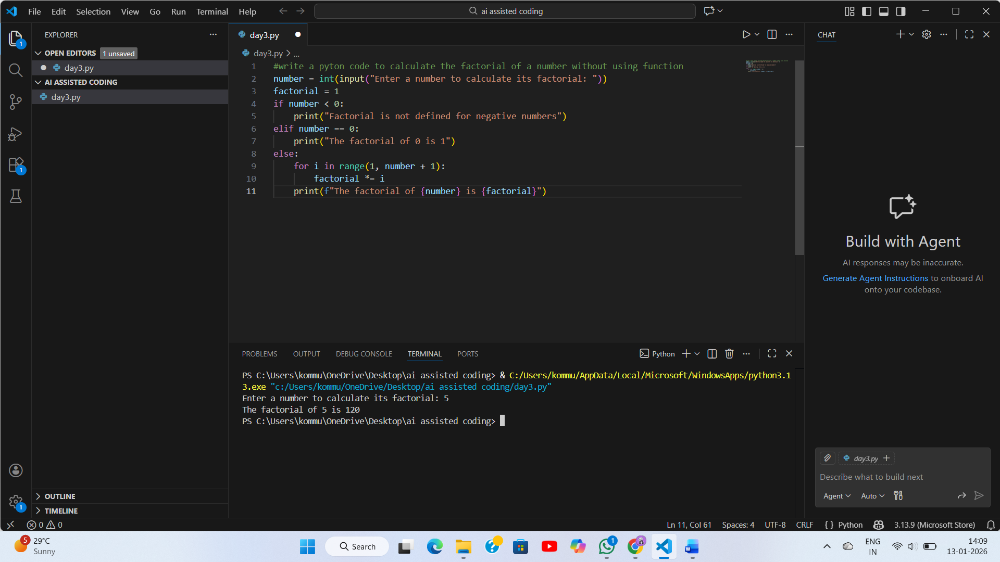 File Edit Selection View Go Run Terminal Help
ai assisted coding
EXPLORER
OPEN EDITORS 1 unsaved
day3.py
AI ASSISTED CODING
day3.py
OUTLINE
TIMELINE
1
1
1
day3.py
day3.py > ...
1 #write a pyton code to calculate the factorial of a number without using function
2 number = int(input("Enter a number to calculate its factorial: "))
3 factorial = 1
4 if number < 0:
5 print("Factorial is not defined for negative numbers")
6 elif number == 0:
7 print("The factorial of 0 is 1")
8 else:
9 for i in range(1, number + 1):
10 factorial *= i
11 print(f"The factorial of {number} is {factorial}")
PROBLEMS OUTPUT DEBUG CONSOLE TERMINAL PORTS
Python
PS C:\Users\kommu\OneDrive\Desktop\ai assisted coding> & C:/Users/kommu/AppData/Local/Microsoft/WindowsApps/python3.1
3.exe "c:/Users/kommu/OneDrive/Desktop/ai assisted coding/day3.py"
Enter a number to calculate its factorial: 5
The factorial of 5 is 120
PS C:\Users\kommu\OneDrive\Desktop\ai assisted coding>
CHAT
Build with Agent
AI responses may be inaccurate.
Generate Agent Instructions to onboard AI
onto your codebase.
day3.py
Describe what to build next
Agent Auto
0 0
Ln 11, Col 61 Spaces: 4 UTF-8 CRLF {} Python 3.13.9 (Microsoft Store)
5
29°C
Sunny
Search
1
ENG
IN
14:09
13-01-2026